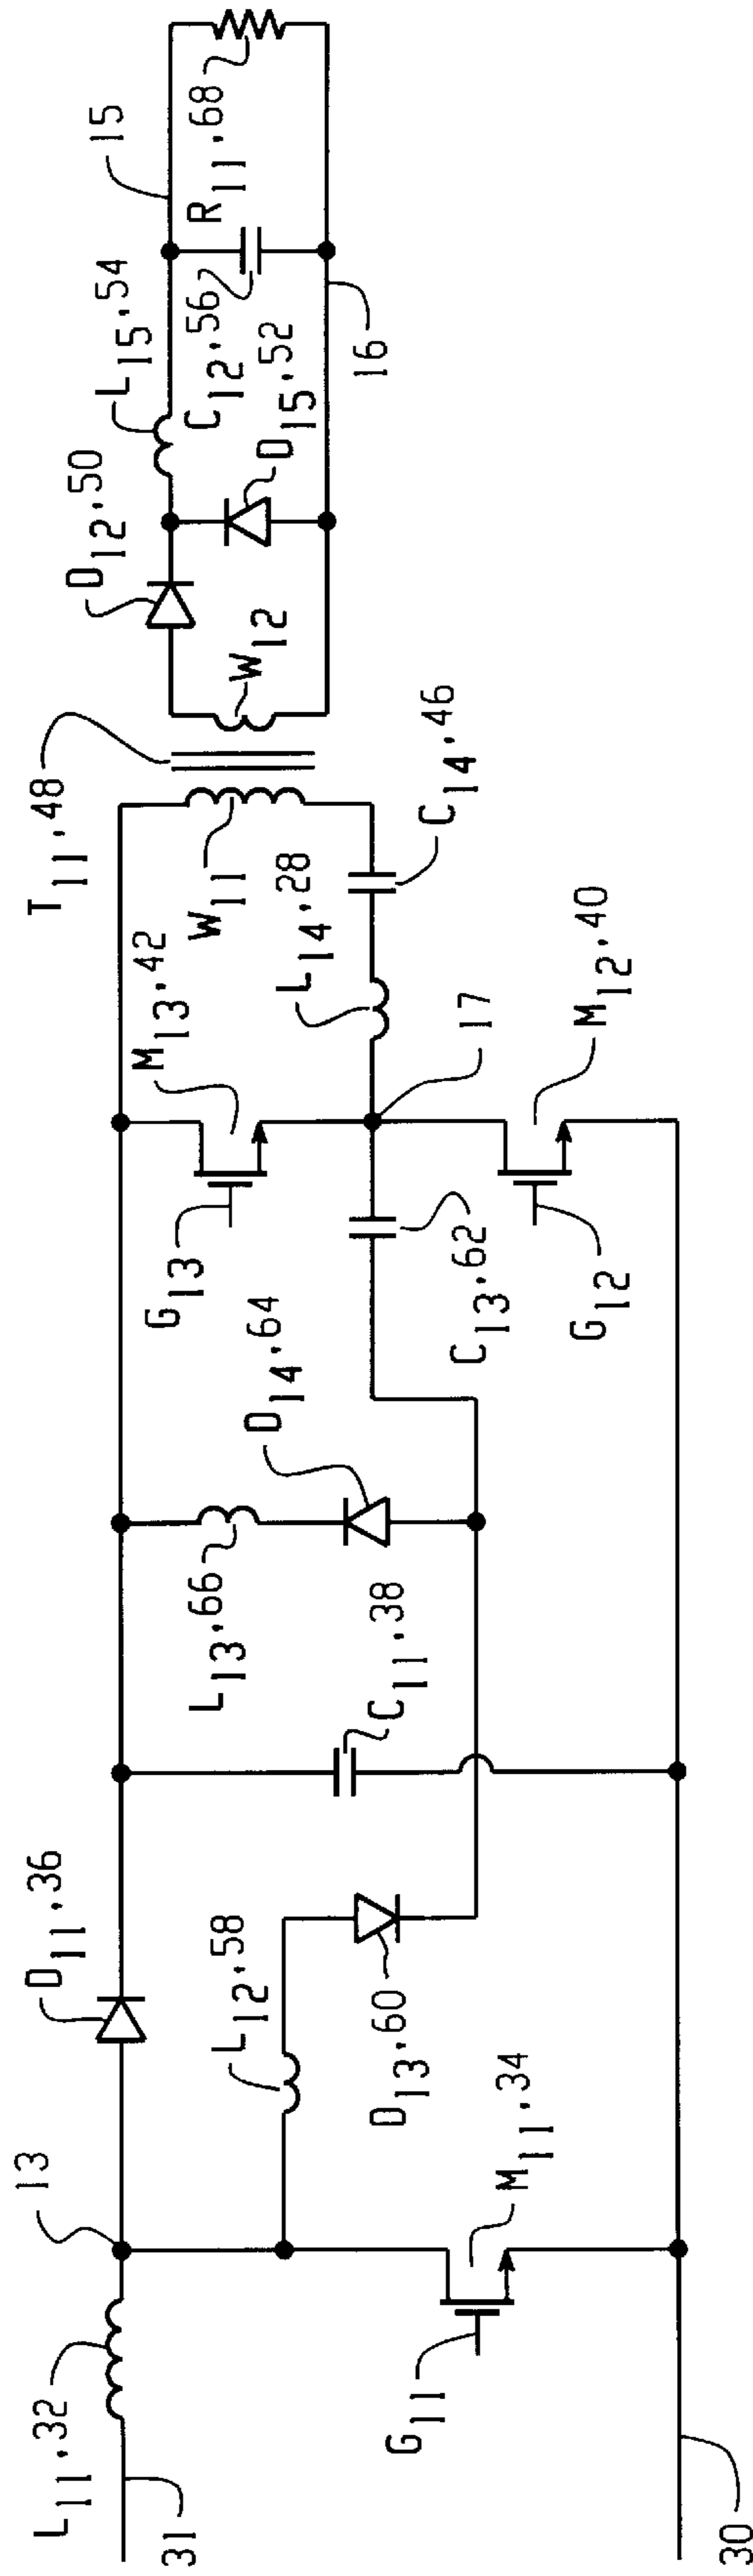 L11,32
31
13
D11,36
L12,58
D13,60
M11,34
G11
30
C11,38
L13,66
D14,64
C13,62
G13
M13,42
17
G12
M12,40
L14,28
C14,46
T11,48
W11
W12
D12,50
D15,52
L15,54
C12,56
R11,68
15
16